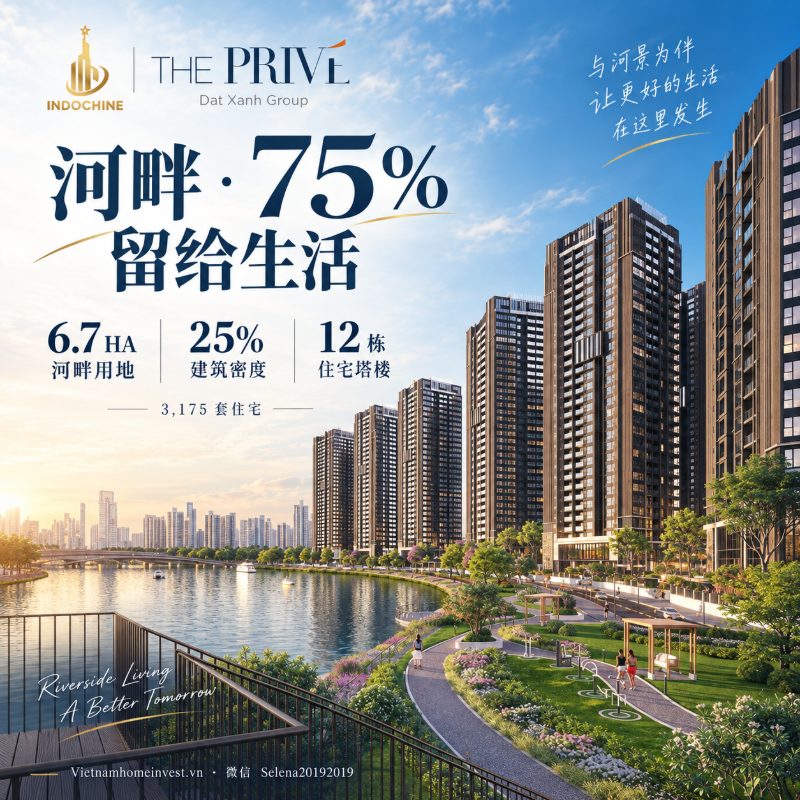 INDOCHINE
THE PRIVÉ
Dat Xanh Group
与河景为伴
让更好的生活
在这里发生
河畔·75%
留给生活
6.7 HA
河畔用地
25%
建筑密度
12 栋
住宅塔楼
3,175 套住宅
Riverside Living
A Better Tomorrow
Vietnamhomeinvest.vn · 微信 Selena20192019